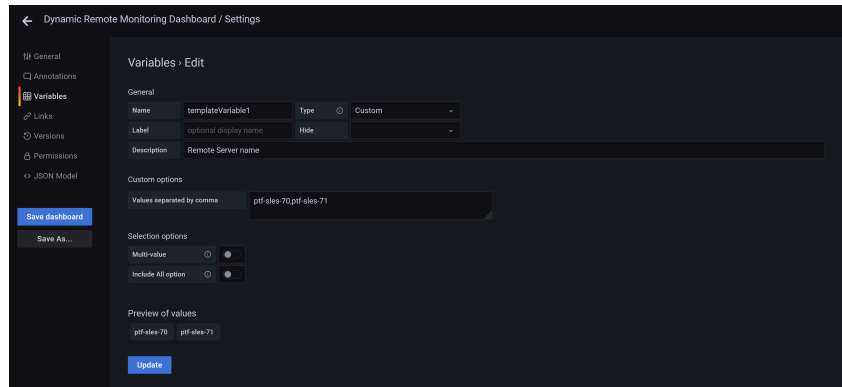 Dynamic Remote Monitoring Dashboard / Settings
General
Annotations
Variables
Links
Versions
Permissions
JSON Model
Save dashboard
Save As...
Variables › Edit
General
Name templateVariable1 Type Custom
Label optional display name Hide
Description Remote Server name
Custom options
Values separated by comma ptf-sles-70,ptf-sles-71
Selection options
Multi-value
Include All option
Preview of values
ptf-sles-70 ptf-sles-71
Update